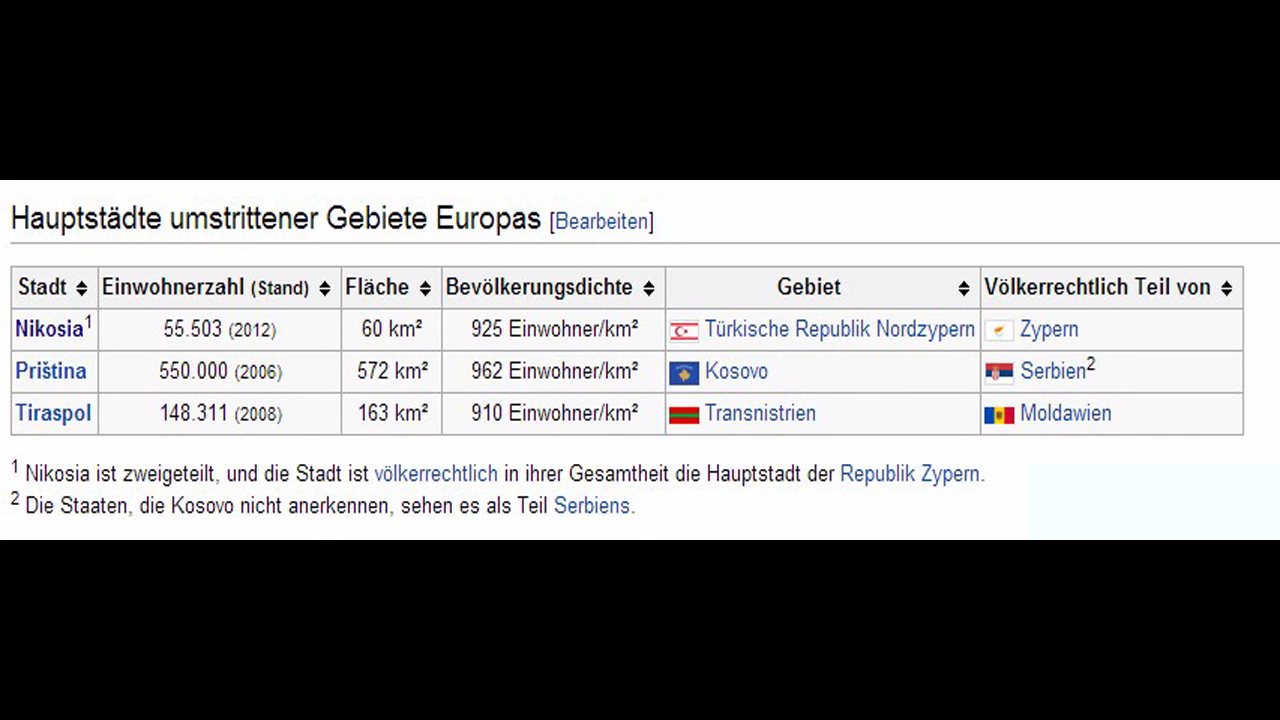 Hauptstädte umstrittener Gebiete Europas [Bearbeiten]
Stadt Einwohnerzahl (Stand) Fläche Bevölkerungsdichte Gebiet Völkerrechtlich Teil von
Nikosia¹ 55.503 (2012) 60 km² 925 Einwohner/km² Türkische Republik Nordzypern Zypern
Priština 550.000 (2006) 572 km² 962 Einwohner/km² Kosovo Serbien²
Tiraspol 148.311 (2008) 163 km² 910 Einwohner/km² Transnistrien Moldawien
¹ Nikosia ist zweigeteilt, und die Stadt ist völkerrechtlich in ihrer Gesamtheit die Hauptstadt der Republik Zypern.
² Die Staaten, die Kosovo nicht anerkennen, sehen es als Teil Serbiens.